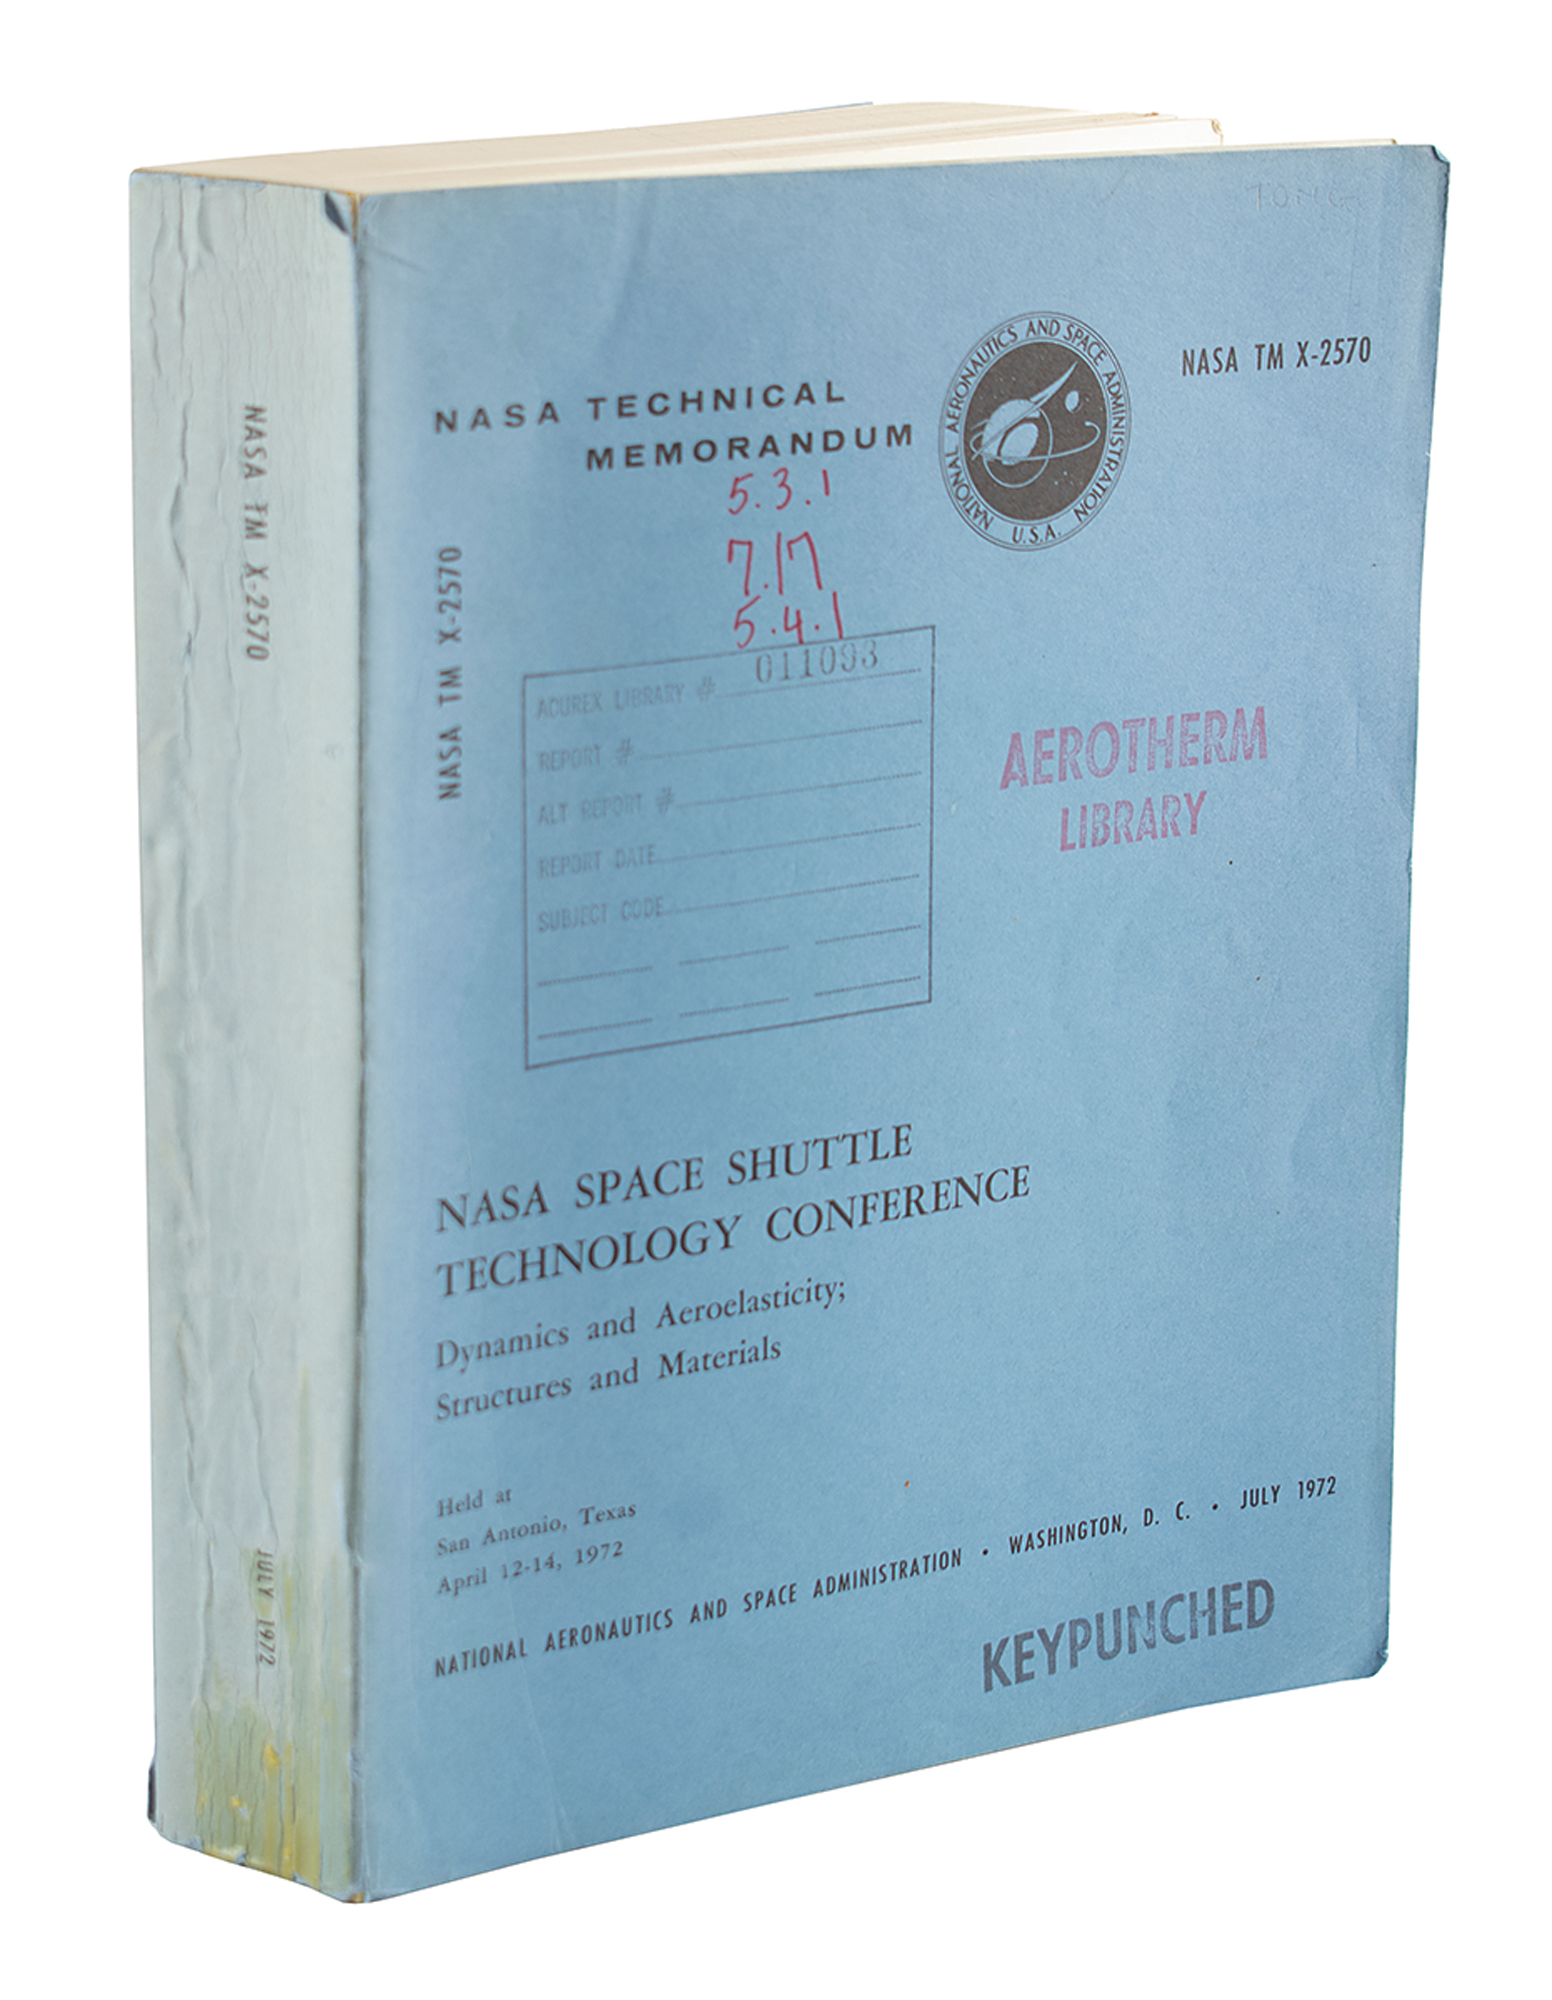 NASA TM X-2570
JULY 1972
NASA TECHNICAL
MEMORANDUM
NATIONAL AERONAUTICS AND SPACE ADMINISTRATION
U.S.A.
NASA TM X-2570
5.3.1
7.17
5.4.1
NASA TM X-2570
ACUREX LIBRARY # 011093
REPORT #
ALT REPORT #
REPORT DATE
SUBJECT CODE
AEROTHERM
LIBRARY
NASA SPACE SHUTTLE
TECHNOLOGY CONFERENCE
Dynamics and Aeroelasticity;
Structures and Materials
Held at
San Antonio, Texas
April 12-14, 1972
NATIONAL AERONAUTICS AND SPACE ADMINISTRATION • WASHINGTON, D. C. • JULY 1972
KEYPUNCHED